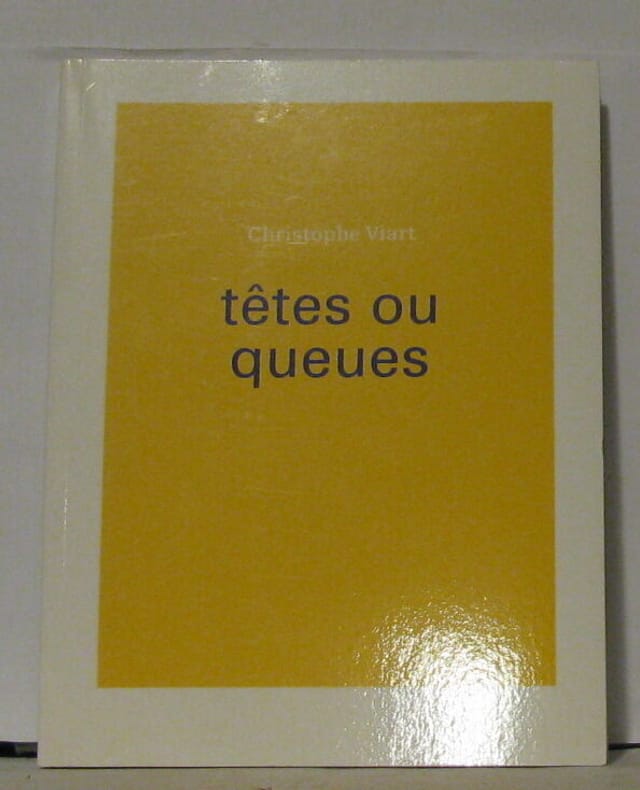 Christophe Viart
têtes ou
queues